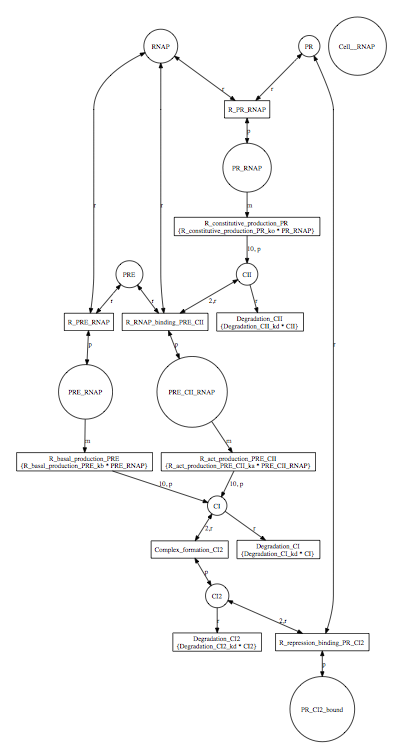 RNAP
PR
Cell__RNAP
r
r
R_PR_RNAP
p
PR_RNAP
r
r
m
R_constitutive_production_PR
{R_constitutive_production_PR_ko * PR_RNAP}
10, p
PRE
CII
r
r
2,r
r
R_PRE_RNAP
R_RNAP_binding_PRE_CII
Degradation_CII
{Degradation_CII_kd * CII}
r
p
p
PRE_RNAP
PRE_CII_RNAP
m
m
R_basal_production_PRE
{R_basal_production_PRE_kb * PRE_RNAP}
R_act_production_PRE_CII
{R_act_production_PRE_CII_ka * PRE_CII_RNAP}
10, p
10, p
CI
2,r
r
Complex_formation_CI2
Degradation_CI
{Degradation_CI_kd * CI}
p
CI2
r
2,r
Degradation_CI2
{Degradation_CI2_kd * CI2}
R_repression_binding_PR_CI2
p
PR_CI2_bound